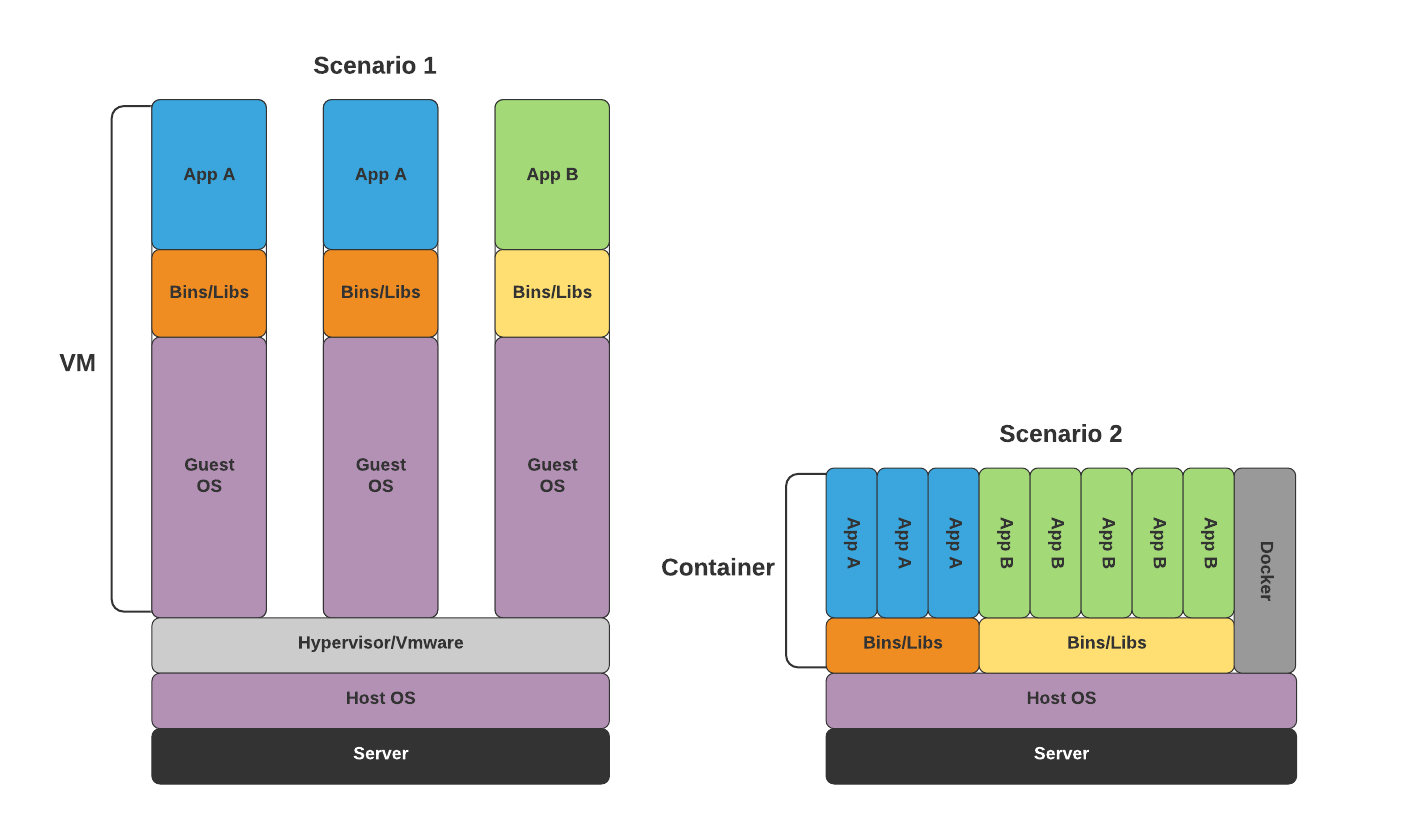 Scenario 1
App A
App A
App B
Bins/Libs
Bins/Libs
Bins/Libs
VM
Guest
OS
Guest
OS
Guest
OS
Hypervisor/Vmware
Host OS
Server
Scenario 2
Container
App A
App A
App A
App B
App B
App B
App B
App B
Docker
Bins/Libs
Bins/Libs
Host OS
Server